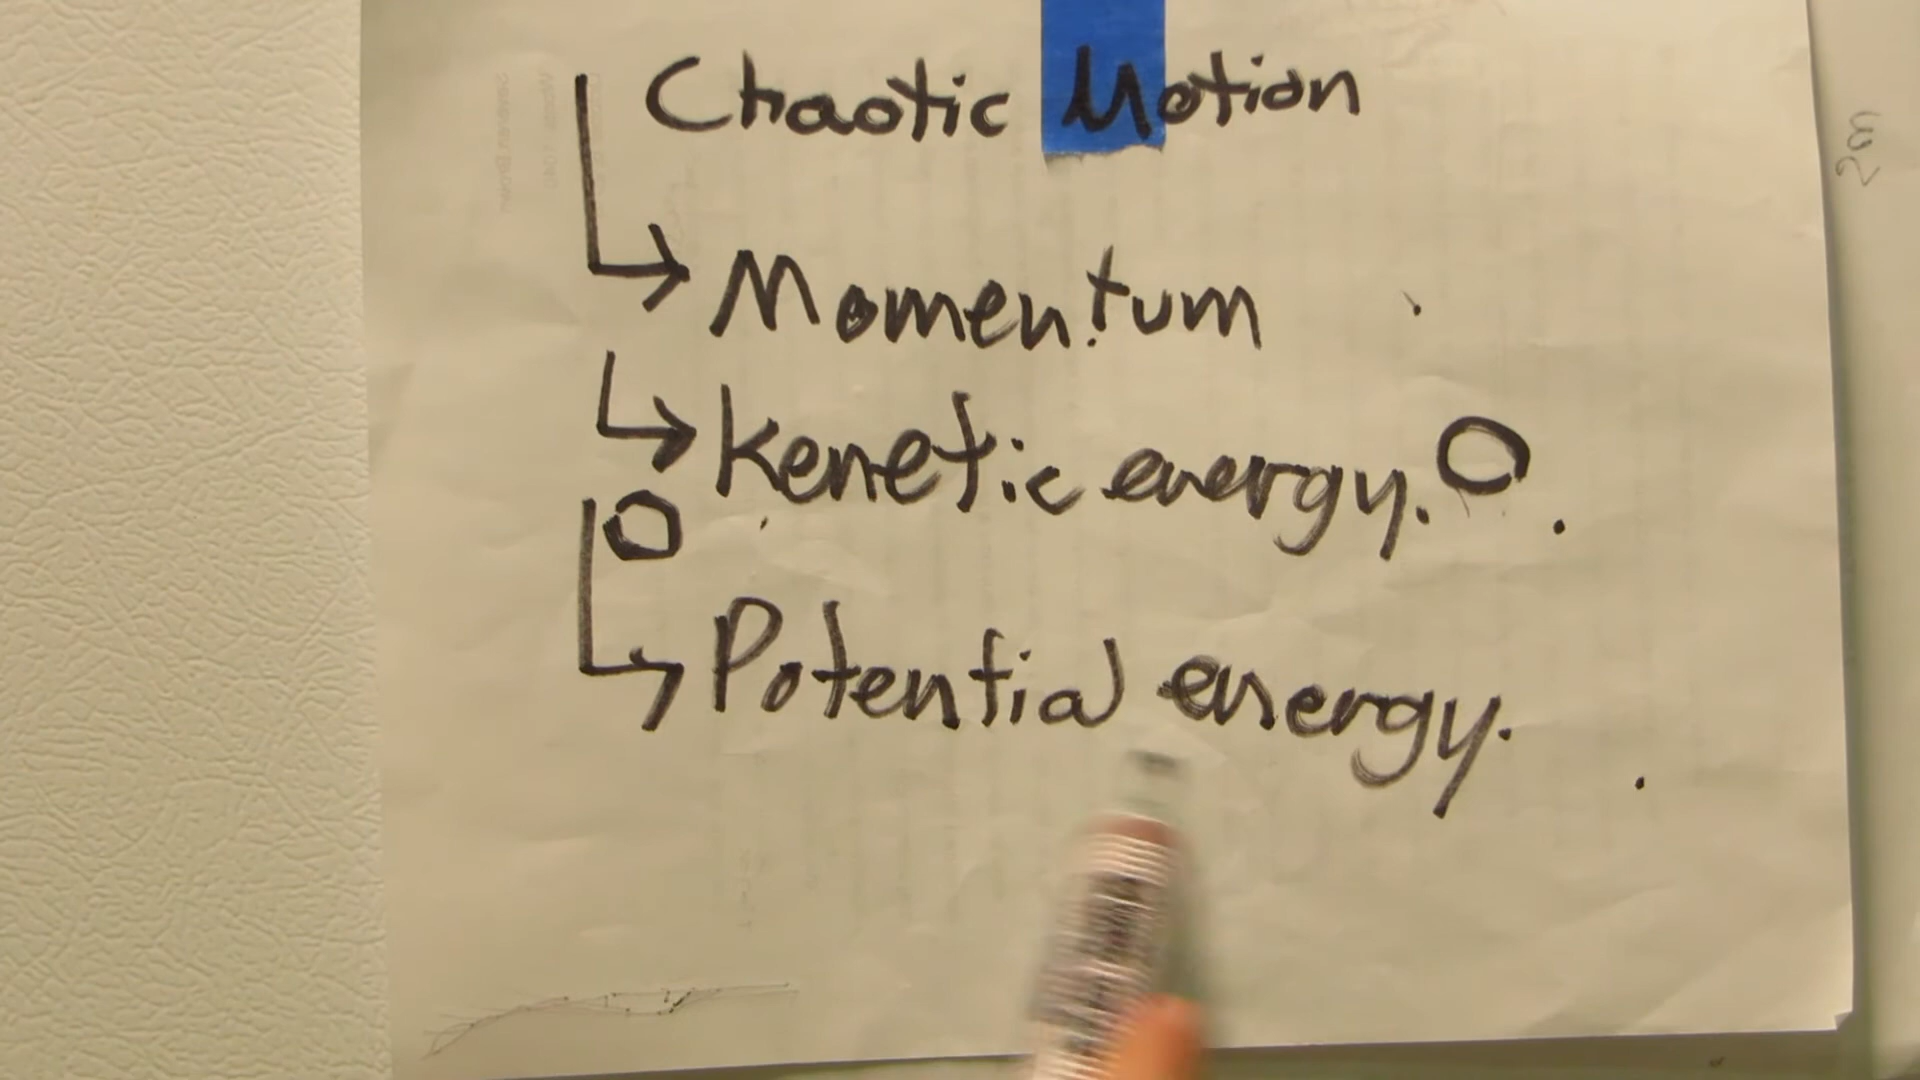 Chaotic Motion
Momentum
Kenetic energy.
Potential energy.